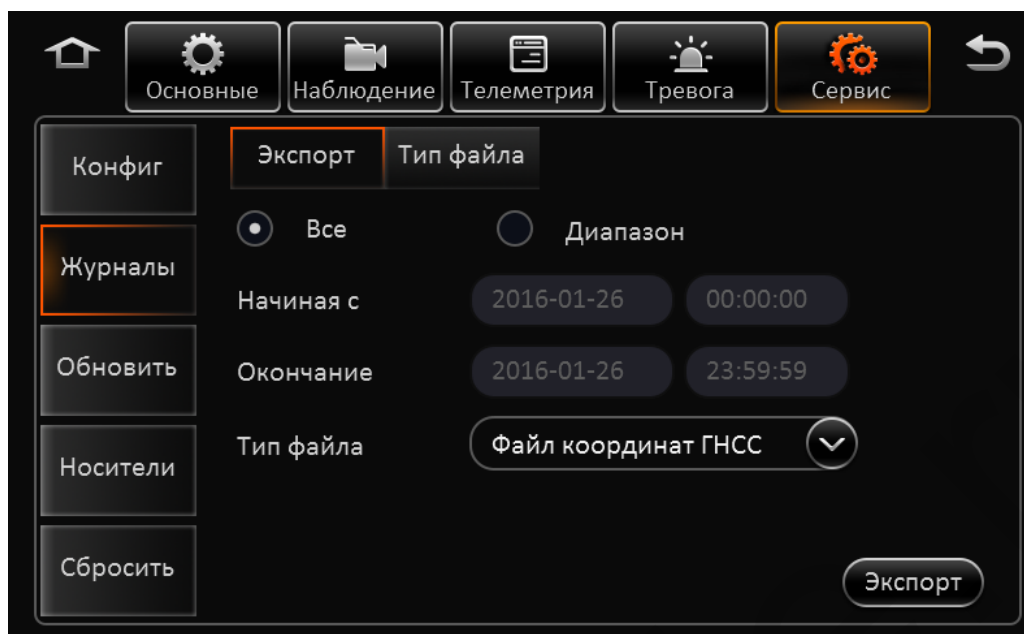 Основные Наблюдение Телеметрия Тревога Сервис
Конфиг
Журналы
Обновить
Носители
Сбросить
Экспорт Тип файла
Все Диапазон
Начиная с 2016-01-26 00:00:00
Окончание 2016-01-26 23:59:59
Тип файла Файл координат ГНСС
Экспорт